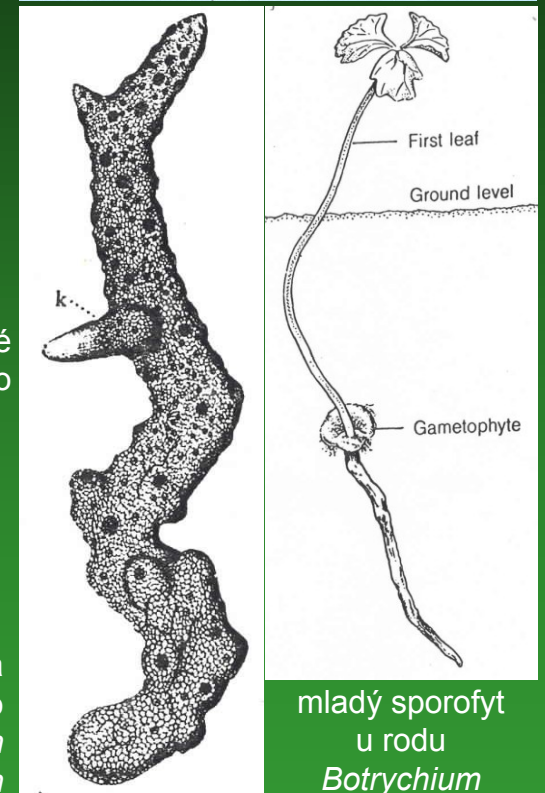 First leaf
Ground level
k
Gametophyte
mladý sporofyt
u rodu
Botrychium